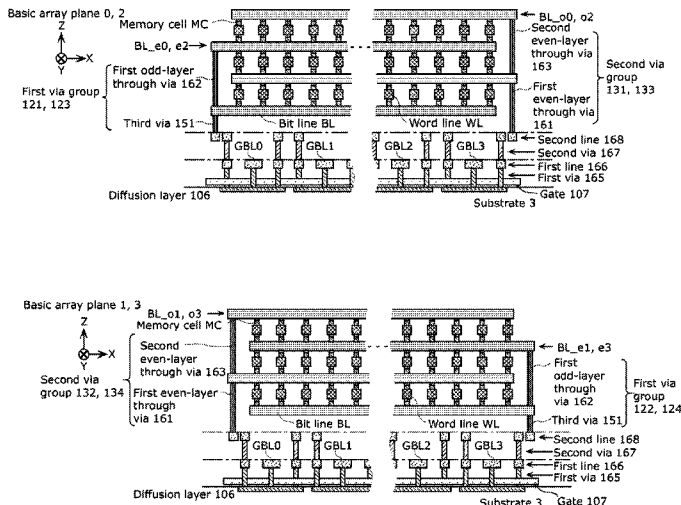 Basic array plane 0, 2
Z
X
Y
Memory cell MC
BL_e0, e2
First odd-layer
through via 162
First via group
121, 123
Third via 151
Bit line BL
Word line WL
GBL0
GBL1
GBL2
GBL3
Diffusion layer 106
BL_o0, o2
Second
even-layer
through via
163
Second via
group
131, 133
First
even-layer
through via
161
Second line 168
Second via 167
First line 166
First via 165
Gate 107
Substrate 3
Basic array plane 1, 3
Z
X
Y
BL_o1, o3
Memory cell MC
Second
even-layer
through via 163
Second via
group 132, 134
First even-layer
through
via 161
Bit line BL
Word line WL
GBL0
GBL1
GBL2
GBL3
Diffusion layer 106
BL_e1, e3
First
odd-layer
through via
162
First via
group
122, 124
Third via 151
Second line 168
Second via 167
First line 166
First via 165
Substrate 3
Gate 107